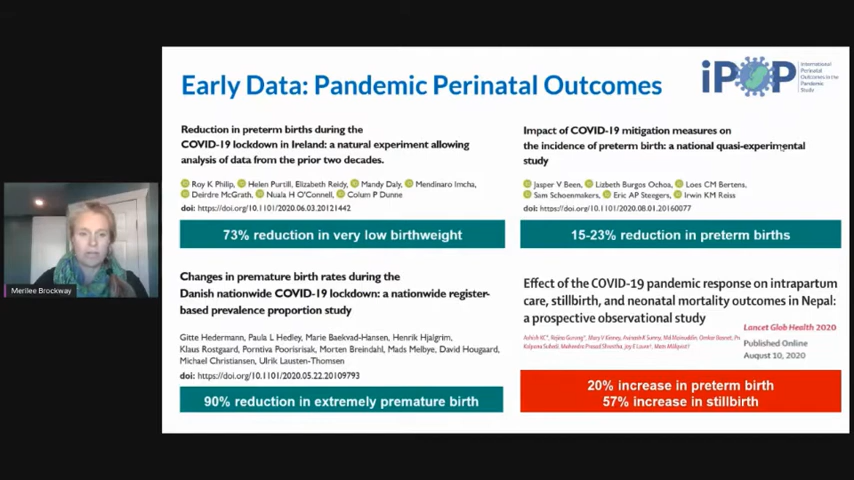 Early Data: Pandemic Perinatal Outcomes
iPOP
International
Perinatal
Outcomes in the
Pandemic
Study
Reduction in preterm births during the
COVID-19 lockdown in Ireland: a natural experiment allowing
analysis of data from the prior two decades.
Roy K Philip, Helen Purtill, Elizabeth Reidy, Mandy Daly, Mendinaro Imcha,
Deirdre McGrath, Nuala H O'Connell, Colum P Dunne
doi: https://doi.org/10.1101/2020.06.03.20121442
73% reduction in very low birthweight
Impact of COVID-19 mitigation measures on
the incidence of preterm birth: a national quasi-experimental
study
Jasper V Been, Lizbeth Burgos Ochoa, Loes CM Bertens,
Sam Schoenmakers, Eric AP Steegers, Irwin KM Reiss
doi: https://doi.org/10.1101/2020.08.01.20160077
15-23% reduction in preterm births
Merilee Brockway
Changes in premature birth rates during the
Danish nationwide COVID-19 lockdown: a nationwide register-
based prevalence proportion study
Gitte Hedermann, Paula L Hedley, Marie Baekvad-Hansen, Henrik Hjalgrim,
Klaus Rostgaard, Porntiva Poorisrisak, Morten Breindahl, Mads Melbye, David Hougaard,
Michael Christiansen, Ulrik Lausten-Thomsen
doi: https://doi.org/10.1101/2020.05.22.20109793
90% reduction in extremely premature birth
Effect of the COVID-19 pandemic response on intrapartum
care, stillbirth, and neonatal mortality outcomes in Nepal:
a prospective observational study
Lancet Glob Health 2020
Published Online
August 10, 2020
20% increase in preterm birth
57% increase in stillbirth